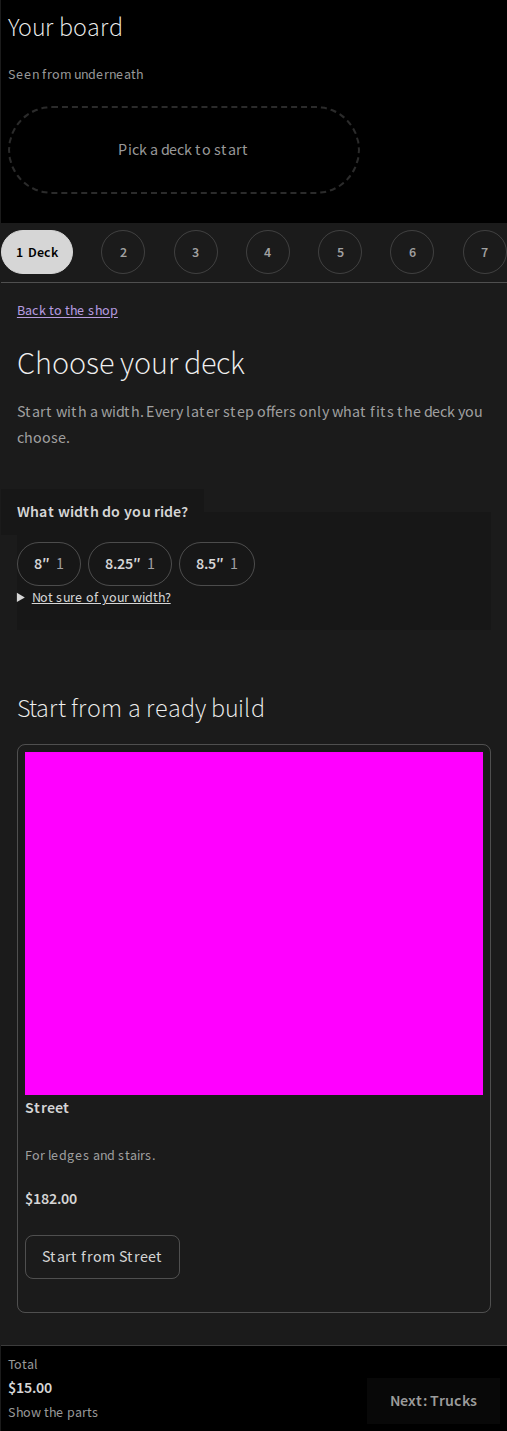 Your board
Seen from underneath
Pick a deck to start
1 Deck 2 3 4 5 6 7
Back to the shop
Choose your deck
Start with a width. Every later step offers only what fits the deck you
choose.
What width do you ride?
8″ 1 8.25″ 1 8.5″ 1
Not sure of your width?
Start from a ready build
Street
For ledges and stairs.
$182.00
Start from Street
Total
$15.00
Show the parts
Next: Trucks